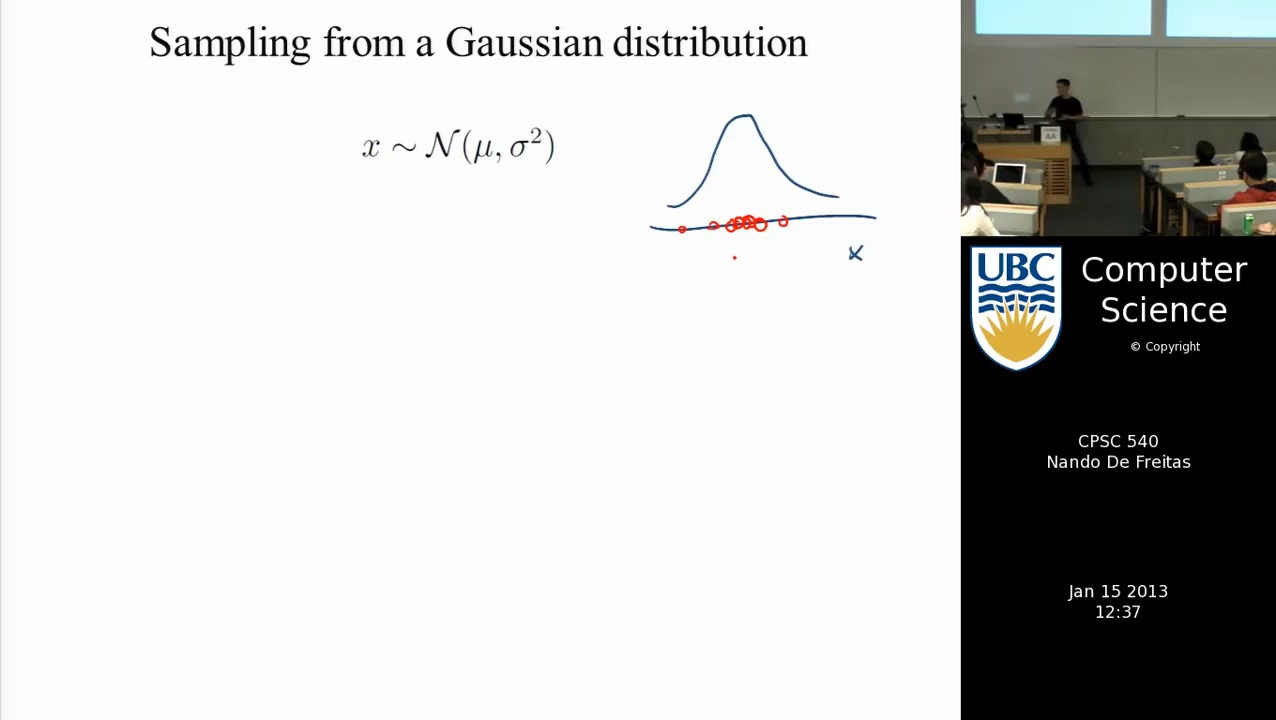 Sampling from a Gaussian distribution
x ∼ 𝒩(μ, σ²)
x
UBC
Computer
Science
© Copyright
CPSC 540
Nando De Freitas
Jan 15 2013
12:37